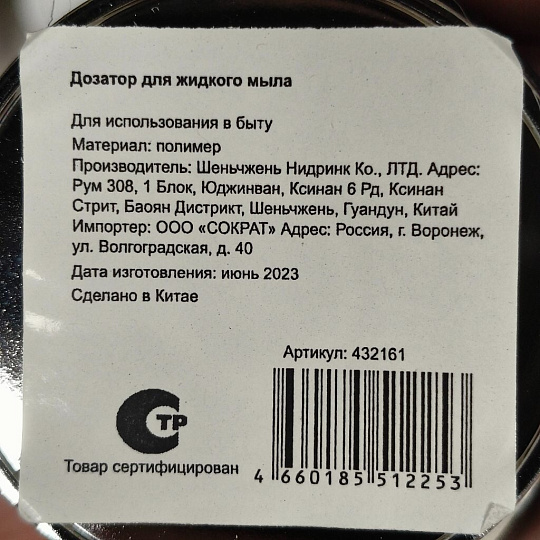 Дозатор для жидкого мыла
Для использования в быту
Материал: полимер
Производитель: Шеньчжень Нидринк Ко., ЛТД. Адрес:
Рум 308, 1 Блок, Юджинван, Ксинан 6 Рд, Ксинан
Стрит, Баоян Дистрикт, Шеньчжень, Гуандун, Китай
Импортер: ООО «СОКРАТ» Адрес: Россия, г. Воронеж,
ул. Волгоградская, д. 40
Дата изготовления: июнь 2023
Сделано в Китае
Артикул: 432161
ТР
Товар сертифицирован
4 660185 512253